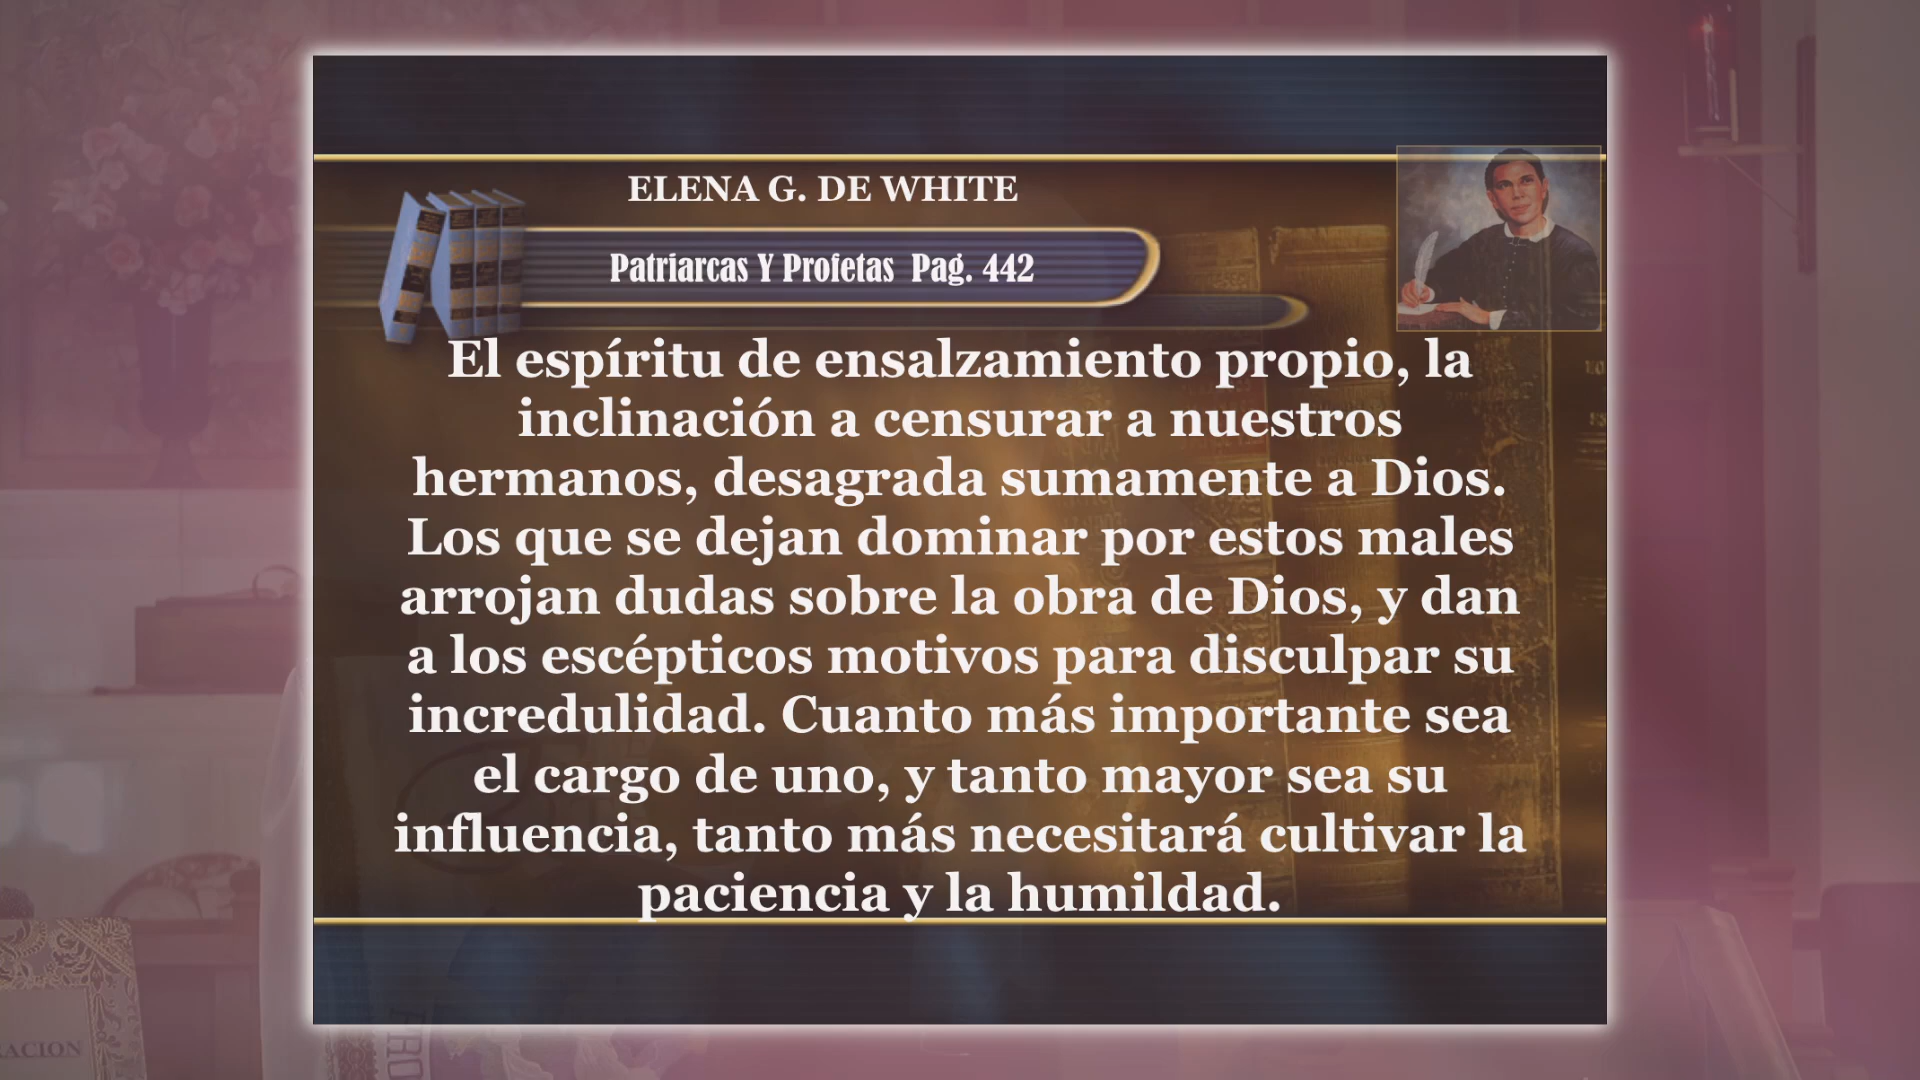 ELENA G. DE WHITE
Patriarcas Y Profetas Pag. 442
El espíritu de ensalzamiento propio, la
inclinación a censurar a nuestros
hermanos, desagrada sumamente a Dios.
Los que se dejan dominar por estos males
arrojan dudas sobre la obra de Dios, y dan
a los escépticos motivos para disculpar su
incredulidad. Cuanto más importante sea
el cargo de uno, y tanto mayor sea su
influencia, tanto más necesitará cultivar la
paciencia y la humildad.
ACION